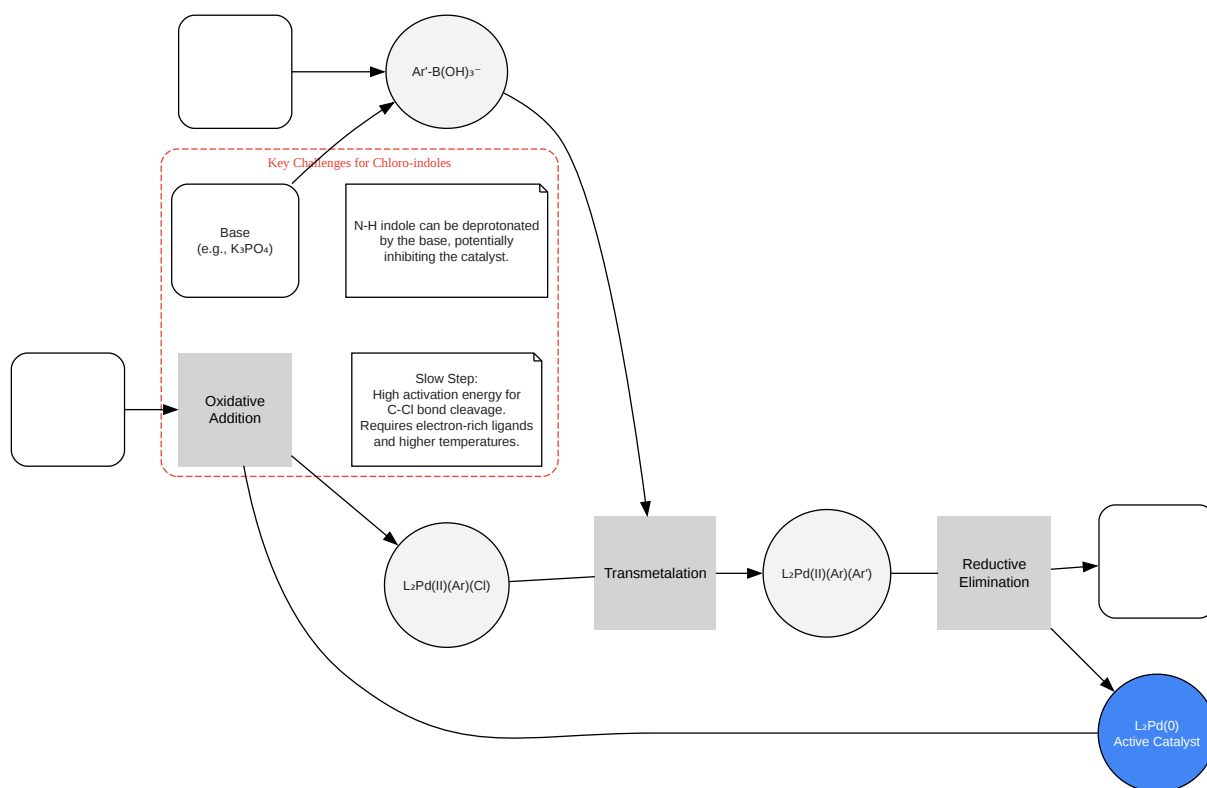 Ar'-B(OH)₃⁻
Key Challenges for Chloro-indoles
Base
(e.g., K₃PO₄)
N-H indole can be deprotonated
by the base, potentially
inhibiting the catalyst.
Oxidative
Addition
Slow Step:
High activation energy for
C-Cl bond cleavage.
Requires electron-rich ligands
and higher temperatures.
L₂Pd(II)(Ar)(Cl)
Transmetalation
L₂Pd(II)(Ar)(Ar')
Reductive
Elimination
L₂Pd(0)
Active Catalyst